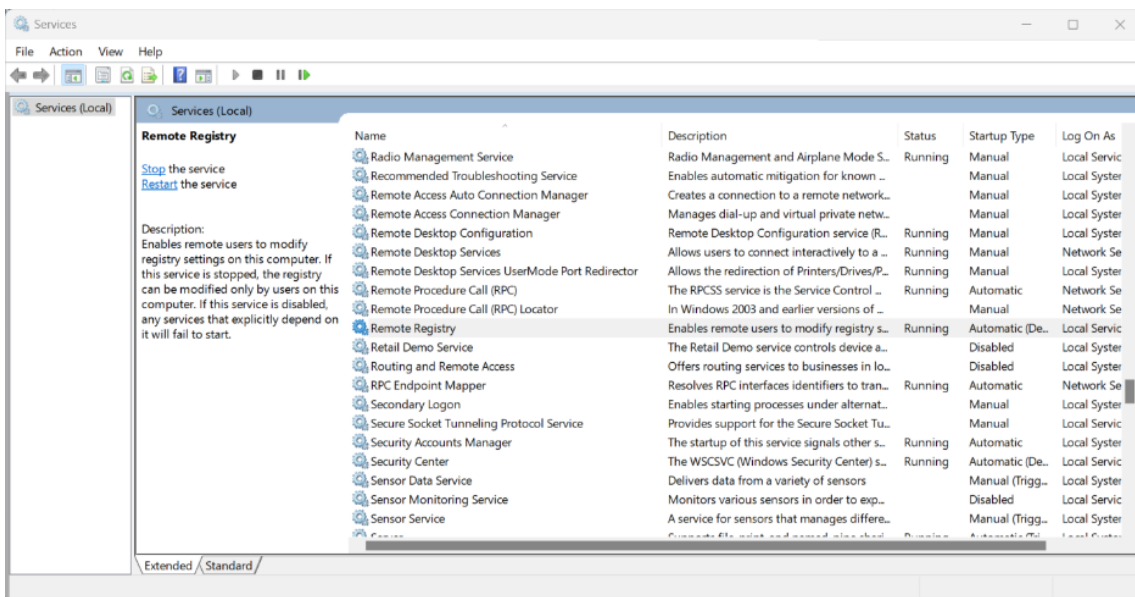 Services
File Action View Help
Services (Local)
Services (Local)
Remote Registry
Stop the service
Restart the service
Description:
Enables remote users to modify
registry settings on this computer. If
this service is stopped, the registry
can be modified only by users on this
computer. If this service is disabled,
any services that explicitly depend on
it will fail to start.
Name Description Status Startup Type Log On As
Radio Management Service Radio Management and Airplane Mode S... Running Manual Local Servic
Recommended Troubleshooting Service Enables automatic mitigation for known ... Manual Local Syster
Remote Access Auto Connection Manager Creates a connection to a remote network... Manual Local Syster
Remote Access Connection Manager Manages dial-up and virtual private netw... Manual Local Syster
Remote Desktop Configuration Remote Desktop Configuration service (R... Running Manual Local Syster
Remote Desktop Services Allows users to connect interactively to a ... Running Manual Network Se
Remote Desktop Services UserMode Port Redirector Allows the redirection of Printers/Drives/P... Running Manual Local Syster
Remote Procedure Call (RPC) The RPCSS service is the Service Control ... Running Automatic Network Se
Remote Procedure Call (RPC) Locator In Windows 2003 and earlier versions of ... Manual Network Se
Remote Registry Enables remote users to modify registry s... Running Automatic (De... Local Servic
Retail Demo Service The Retail Demo service controls device a... Disabled Local Syster
Routing and Remote Access Offers routing services to businesses in lo... Disabled Local Syster
RPC Endpoint Mapper Resolves RPC interfaces identifiers to tran... Running Automatic Network Se
Secondary Logon Enables starting processes under alternat... Manual Local Syster
Secure Socket Tunneling Protocol Service Provides support for the Secure Socket Tu... Manual Local Servic
Security Accounts Manager The startup of this service signals other s... Running Automatic Local Syster
Security Center The WSCSVC (Windows Security Center) s... Running Automatic (De... Local Servic
Sensor Data Service Delivers data from a variety of sensors Manual (Trigg... Local Syster
Sensor Monitoring Service Monitors various sensors in order to exp... Disabled Local Servic
Sensor Service A service for sensors that manages differe... Manual (Trigg... Local Syster
Extended Standard